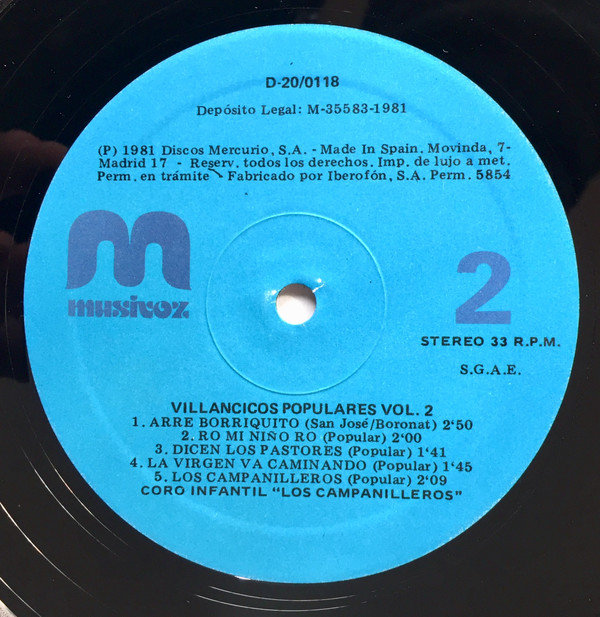 D-20/0118
Depósito Legal: M-35583-1981
(P) 1981 Discos Mercurio, S.A. - Made In Spain. Movinda, 7-
Madrid 17 - Reserv. todos los derechos. Imp. de lujo a met.
Perm. en trámite - Fabricado por Iberofón, S.A. Perm. 5854
m
musivoz
2
STEREO 33 R.P.M.
S.G.A.E.
VILLANCICOS POPULARES VOL. 2
1. ARRE BORRIQUITO (San José/Boronat) 2‘50
2. RO MI NIÑO RO (Popular) 2‘00
3. DICEN LOS PASTORES (Popular) 1‘41
4. LA VIRGEN VA CAMINANDO (Popular) 1‘45
5. LOS CAMPANILLEROS (Popular) 2‘09
CORO INFANTIL “LOS CAMPANILLEROS”